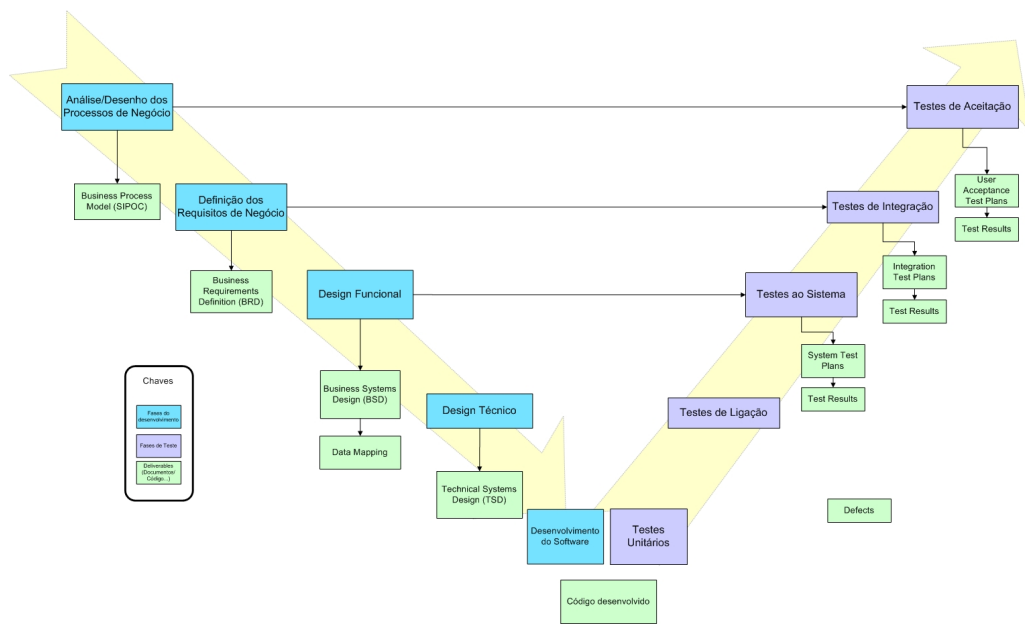 Análise/Desenho dos
Processos de Negócio
Testes de Aceitação
Business Process
Model (SIPOC)
Definição dos
Requisitos de Negócio
Testes de Integração
User
Acceptance
Test Plans
Test Results
Business
Requirements
Definition (BRD)
Design Funcional
Testes ao Sistema
Integration
Test Plans
Test Results
Chaves
Fases do
desenvolvimento
Fases de Teste
Deliverables
(Documentos/
Código...)
Business Systems
Design (BSD)
Data Mapping
Design Técnico
Testes de Ligação
System Test
Plans
Test Results
Technical Systems
Design (TSD)
Desenvolvimento
do Software
Testes
Unitários
Defects
Código desenvolvido